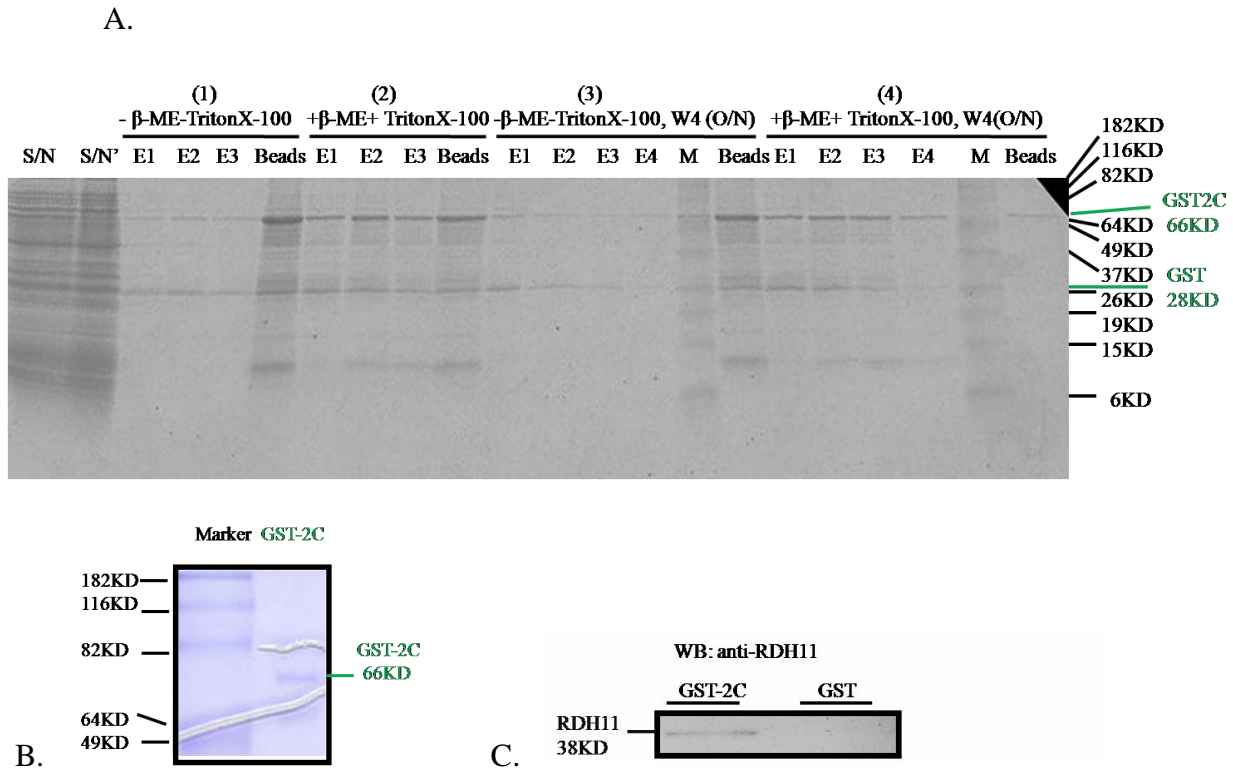 A.
(1) (2) (3) (4)
- β-ME-TritonX-100 +β-ME+ TritonX-100 -β-ME-TritonX-100, W4 (O/N) +β-ME+ TritonX-100, W4(O/N)
S/N S/N’ E1 E2 E3 Beads E1 E2 E3 Beads E1 E2 E3 E4 M Beads E1 E2 E3 E4 M Beads
182KD
116KD
82KD
GST2C
64KD 66KD
49KD
37KD GST
26KD 28KD
19KD
15KD
6KD
Marker GST-2C
182KD
116KD
82KD GST-2C
66KD
64KD
49KD
B.
WB: anti-RDH11
GST-2C GST
RDH11
38KD
C.